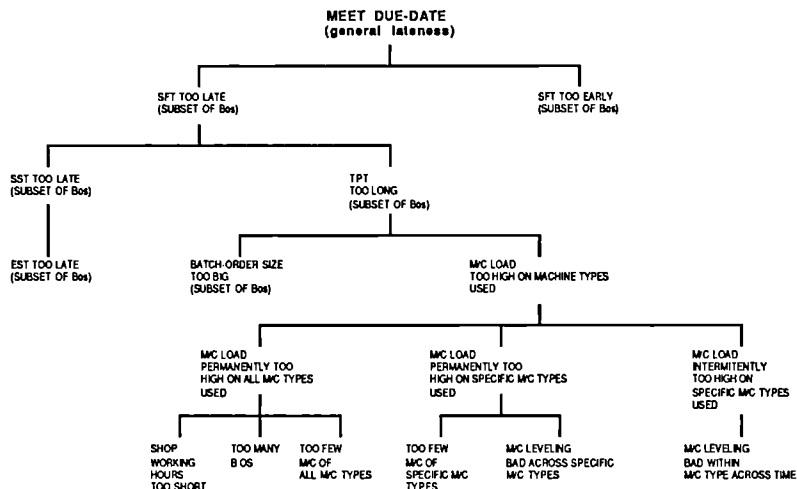 MEET DUE-DATE
(general lateness)
SFT TOO LATE
(SUBSET OF Bos)
SFT TOO EARLY
(SUBSET OF Bos)
SST TOO LATE
(SUBSET OF Bos)
TPT
TOO LONG
(SUBSET OF Bos)
EST TOO LATE
(SUBSET OF Bos)
BATCH-ORDER SIZE
TOO BIG
(SUBSET OF Bos)
M/C LOAD
TOO HIGH ON MACHINE TYPES
USED
M/C LOAD
PERMANENTLY TOO
HIGH ON ALL M/C TYPES
USED
M/C LOAD
PERMANENTLY TOO
HIGH ON SPECIFIC M/C TYPES
USED
M/C LOAD
INTERMITENTLY
TOO HIGH ON
SPECIFIC M/C TYPES
USED
SHOP
WORKING
HOURS
TOO SHORT
TOO MANY
BOS
TOO FEW
M/C OF
ALL M/C TYPES
TOO FEW
M/C OF
SPECIFIC M/C
TYPES
M/C LEVELING
BAD ACROSS SPECIFIC
M/C TYPES
M/C LEVELING
BAD WITHIN
M/C TYPE ACROSS TIME